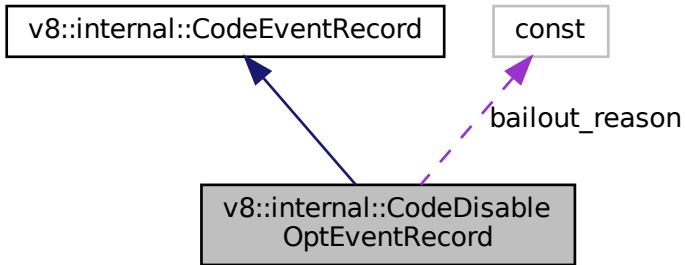 v8::internal::CodeEventRecord
const
bailout_reason
v8::internal::CodeDisable
OptEventRecord